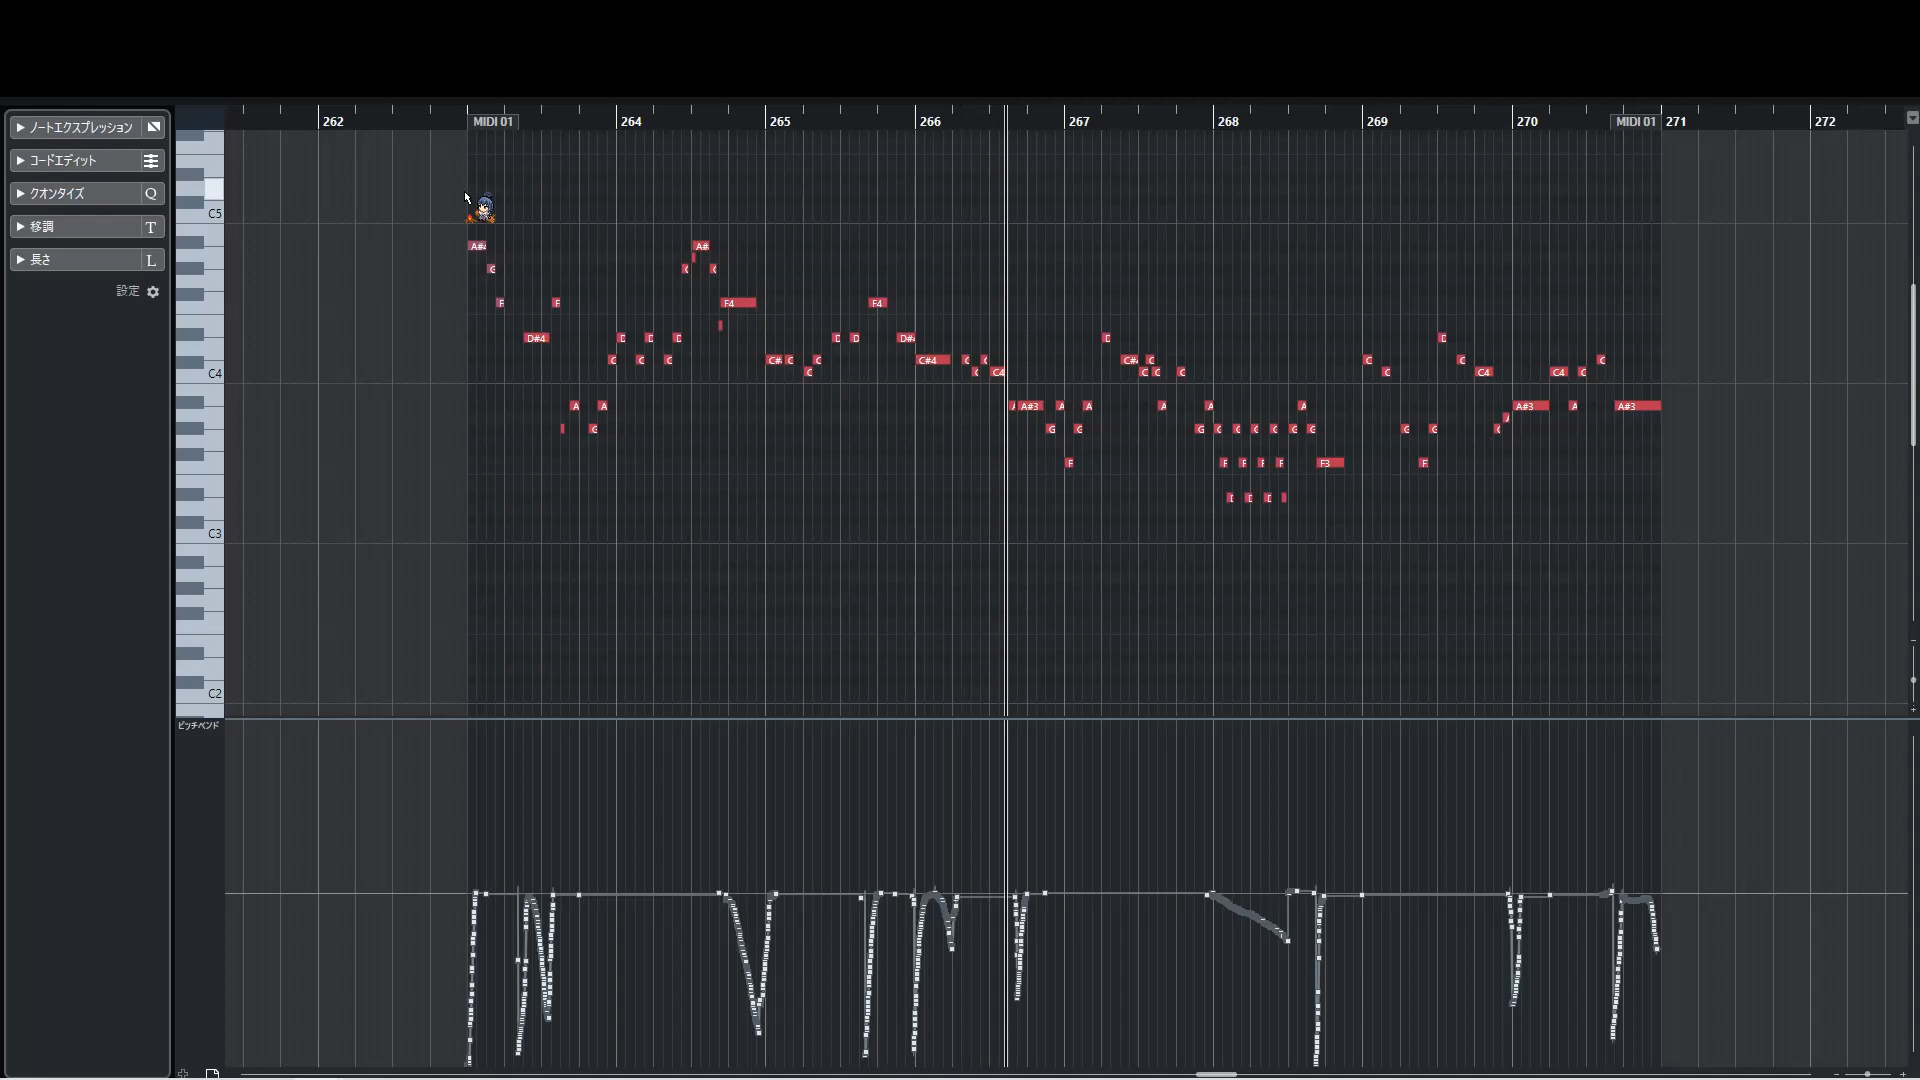 262
MIDI 01
264
265
266
267
268
269
270
MIDI 01
271
272
ノートエクスプレッション
コードエディット
クオンタイズ Q
移調 T
長さ L
設定
C5
C4
C3
C2
A#
F4
F4
D#4
C#4
C4
C4
C4
A#3
A#3
A#3
F3
ピッチベンド